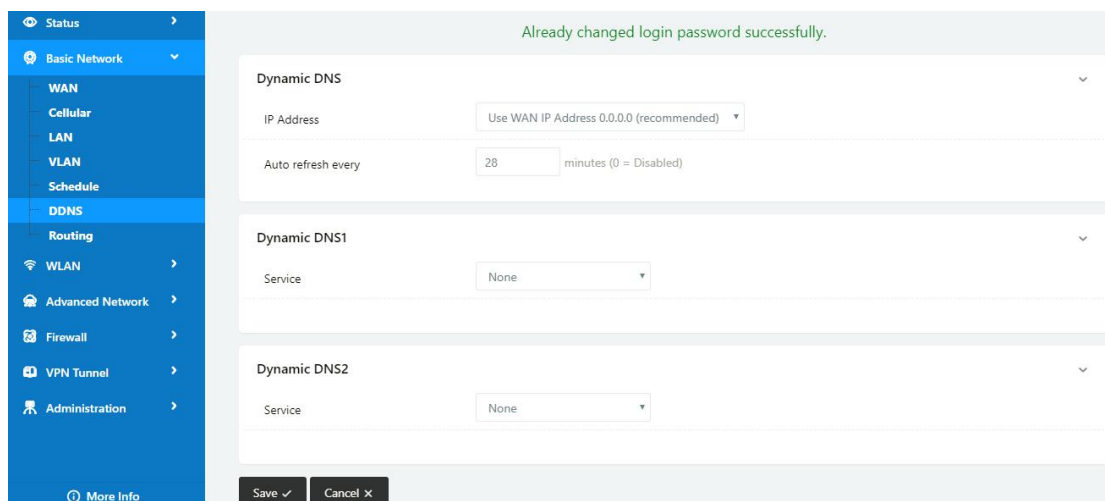 Status
Basic Network
WAN
Cellular
LAN
VLAN
Schedule
DDNS
Routing
WLAN
Advanced Network
Firewall
VPN Tunnel
Administration
More Info
Already changed login password successfully.
Dynamic DNS
IP Address Use WAN IP Address 0.0.0.0 (recommended)
Auto refresh every 28 minutes (0 = Disabled)
Dynamic DNS1
Service None
Dynamic DNS2
Service None
Save Cancel